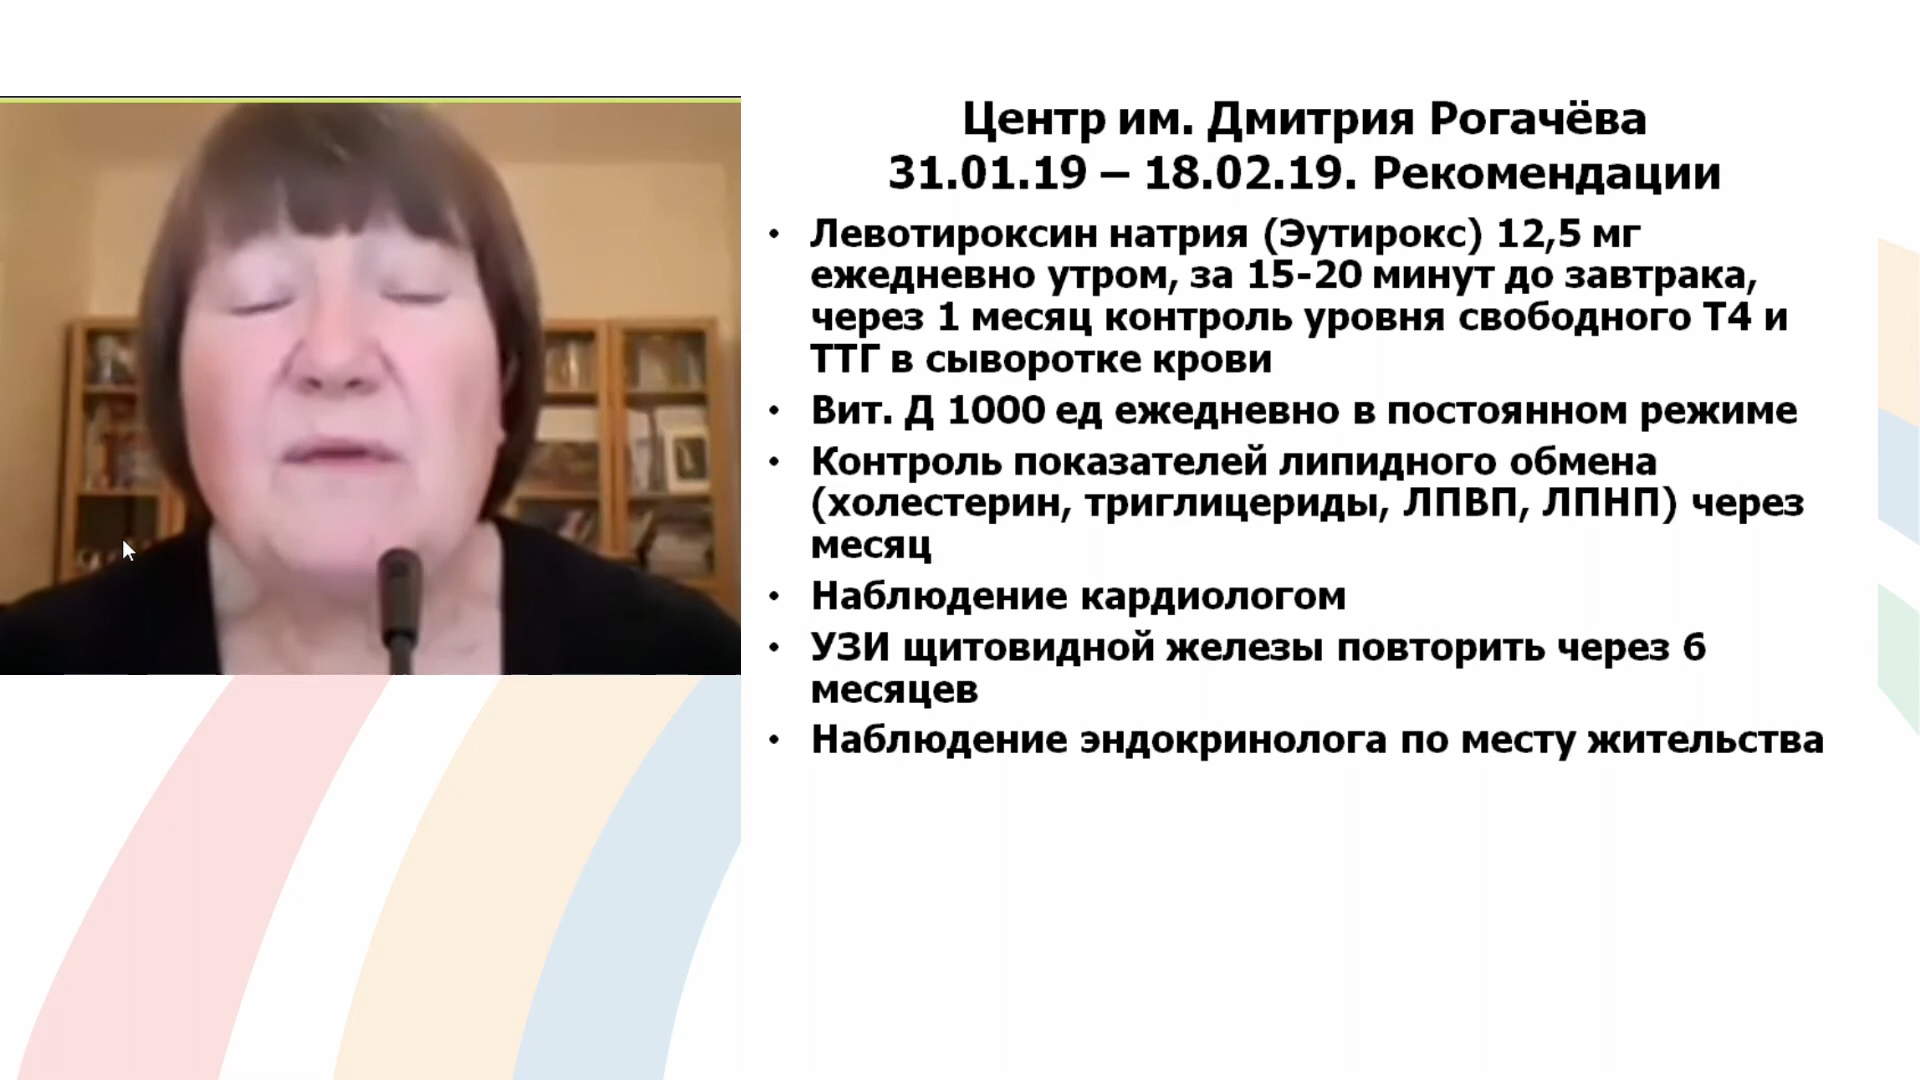 Центр им. Дмитрия Рогачёва
31.01.19 – 18.02.19. Рекомендации
• Левотироксин натрия (Эутирокс) 12,5 мг
ежедневно утром, за 15-20 минут до завтрака,
через 1 месяц контроль уровня свободного Т4 и
ТТГ в сыворотке крови
• Вит. Д 1000 ед ежедневно в постоянном режиме
• Контроль показателей липидного обмена
(холестерин, триглицериды, ЛПВП, ЛПНП) через
месяц
• Наблюдение кардиологом
• УЗИ щитовидной железы повторить через 6
месяцев
• Наблюдение эндокринолога по месту жительства